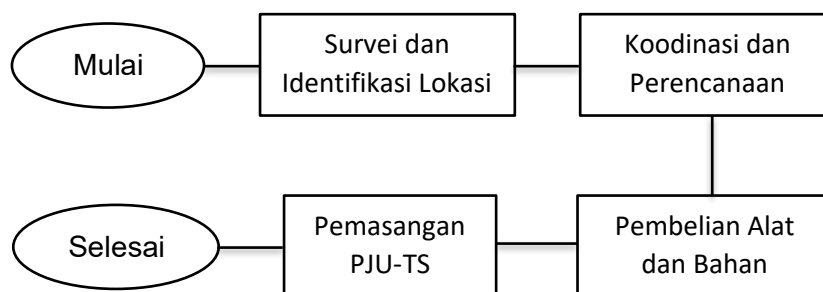 Mulai
Survei dan
Identifikasi Lokasi
Koodinasi dan
Perencanaan
Pembelian Alat
dan Bahan
Pemasangan
PJU-TS
Selesai